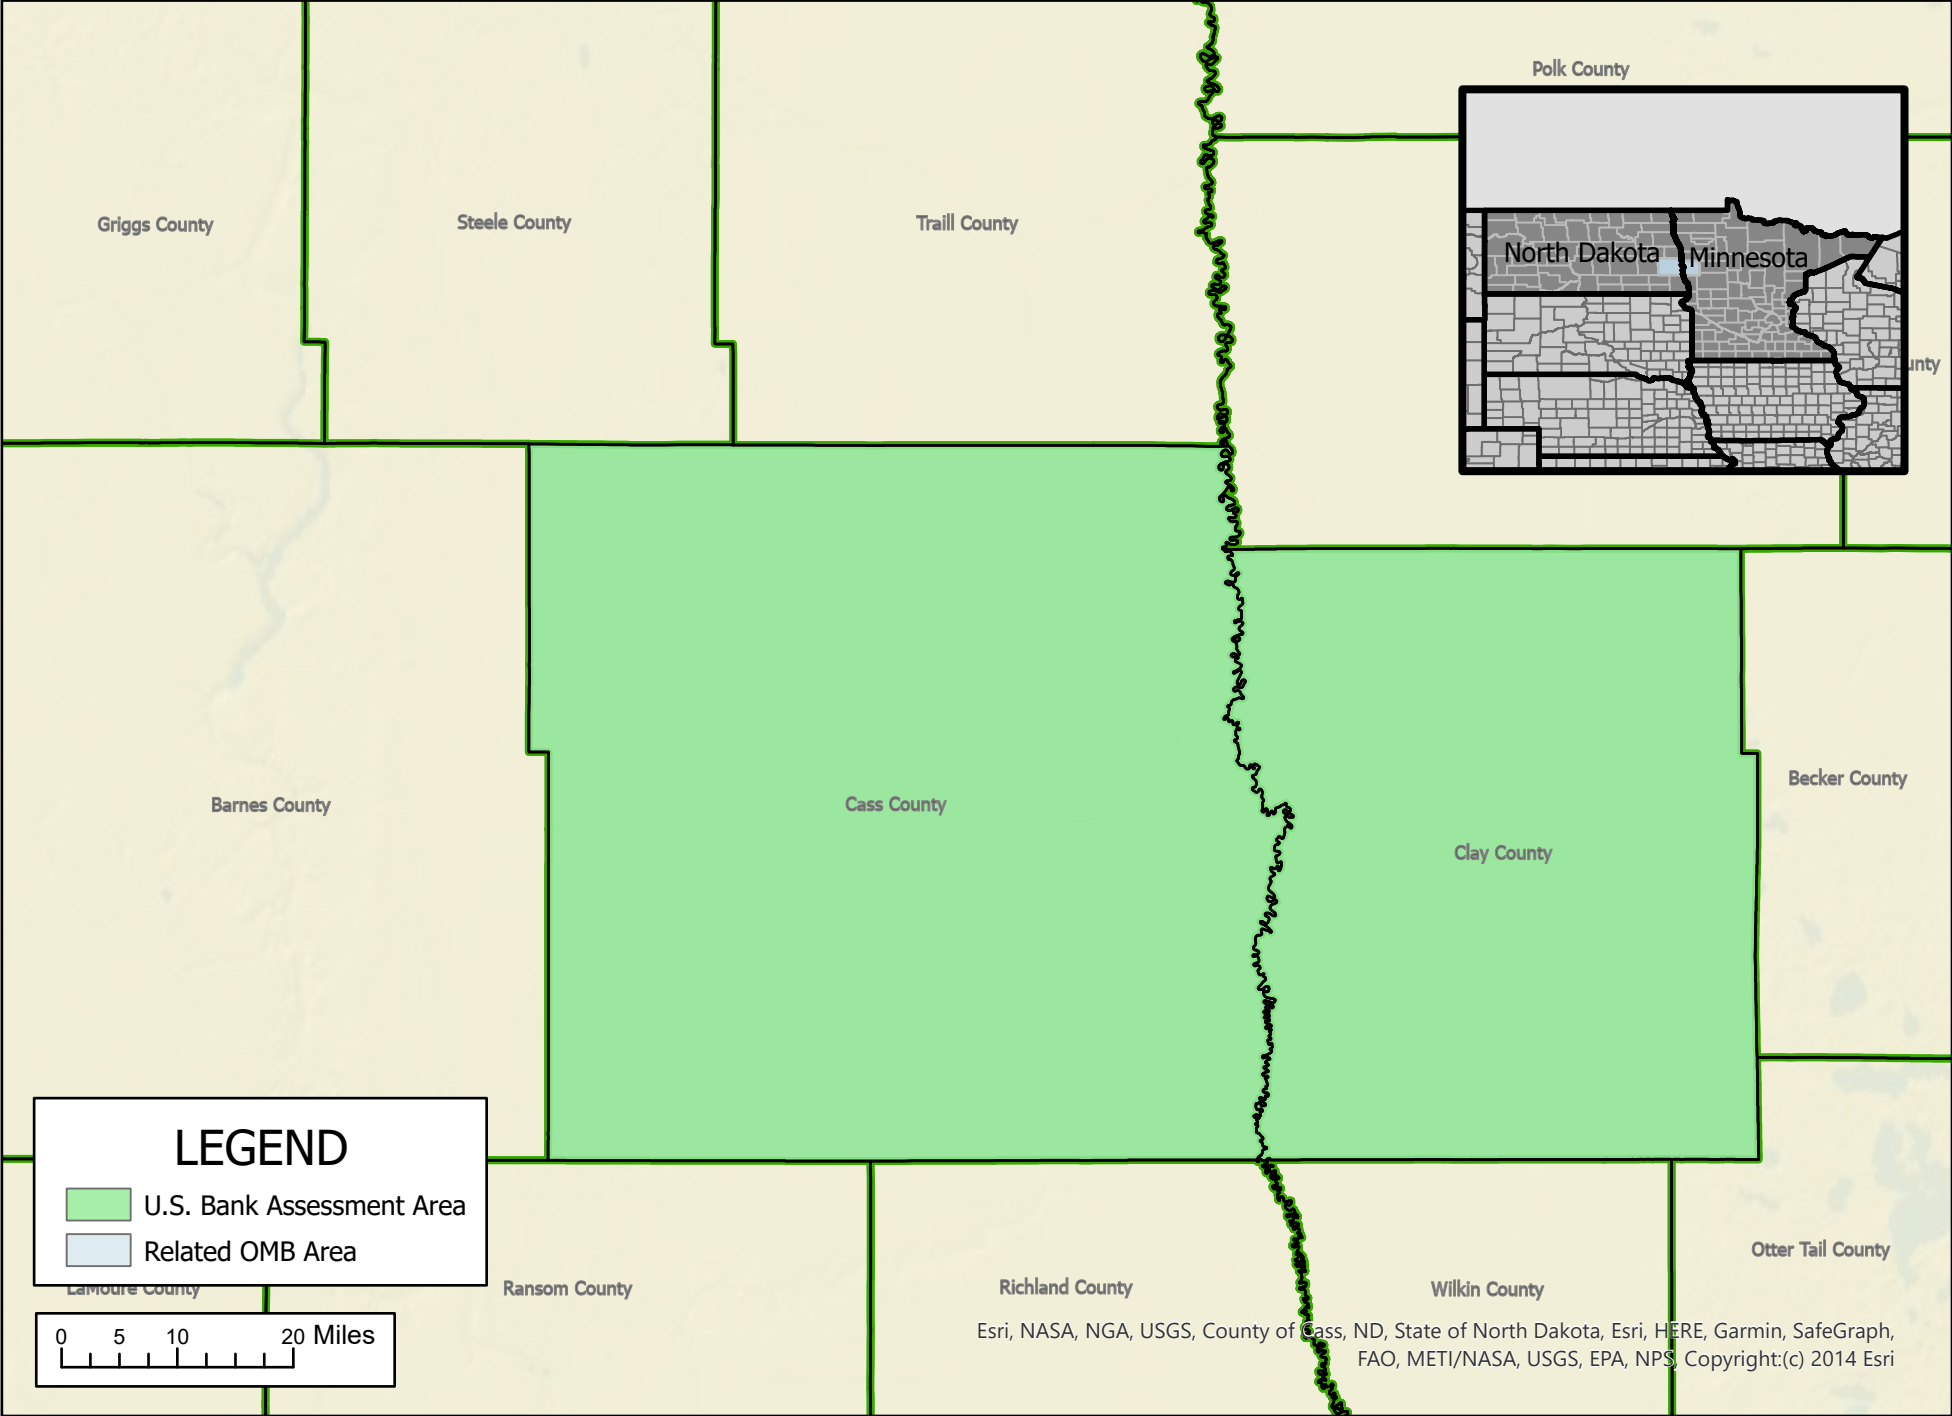 Polk County
Griggs County
Steele County
Traill County
North Dakota
Minnesota
Barnes County
Cass County
Clay County
Becker County
LEGEND
U.S. Bank Assessment Area
Related OMB Area
LaMoure County
Ransom County
Richland County
Wilkin County
Otter Tail County
0 5 10 20 Miles
Esri, NASA, NGA, USGS, County of Cass, ND, State of North Dakota, Esri, HERE, Garmin, SafeGraph,
FAO, METI/NASA, USGS, EPA, NPS, Copyright:(c) 2014 Esri